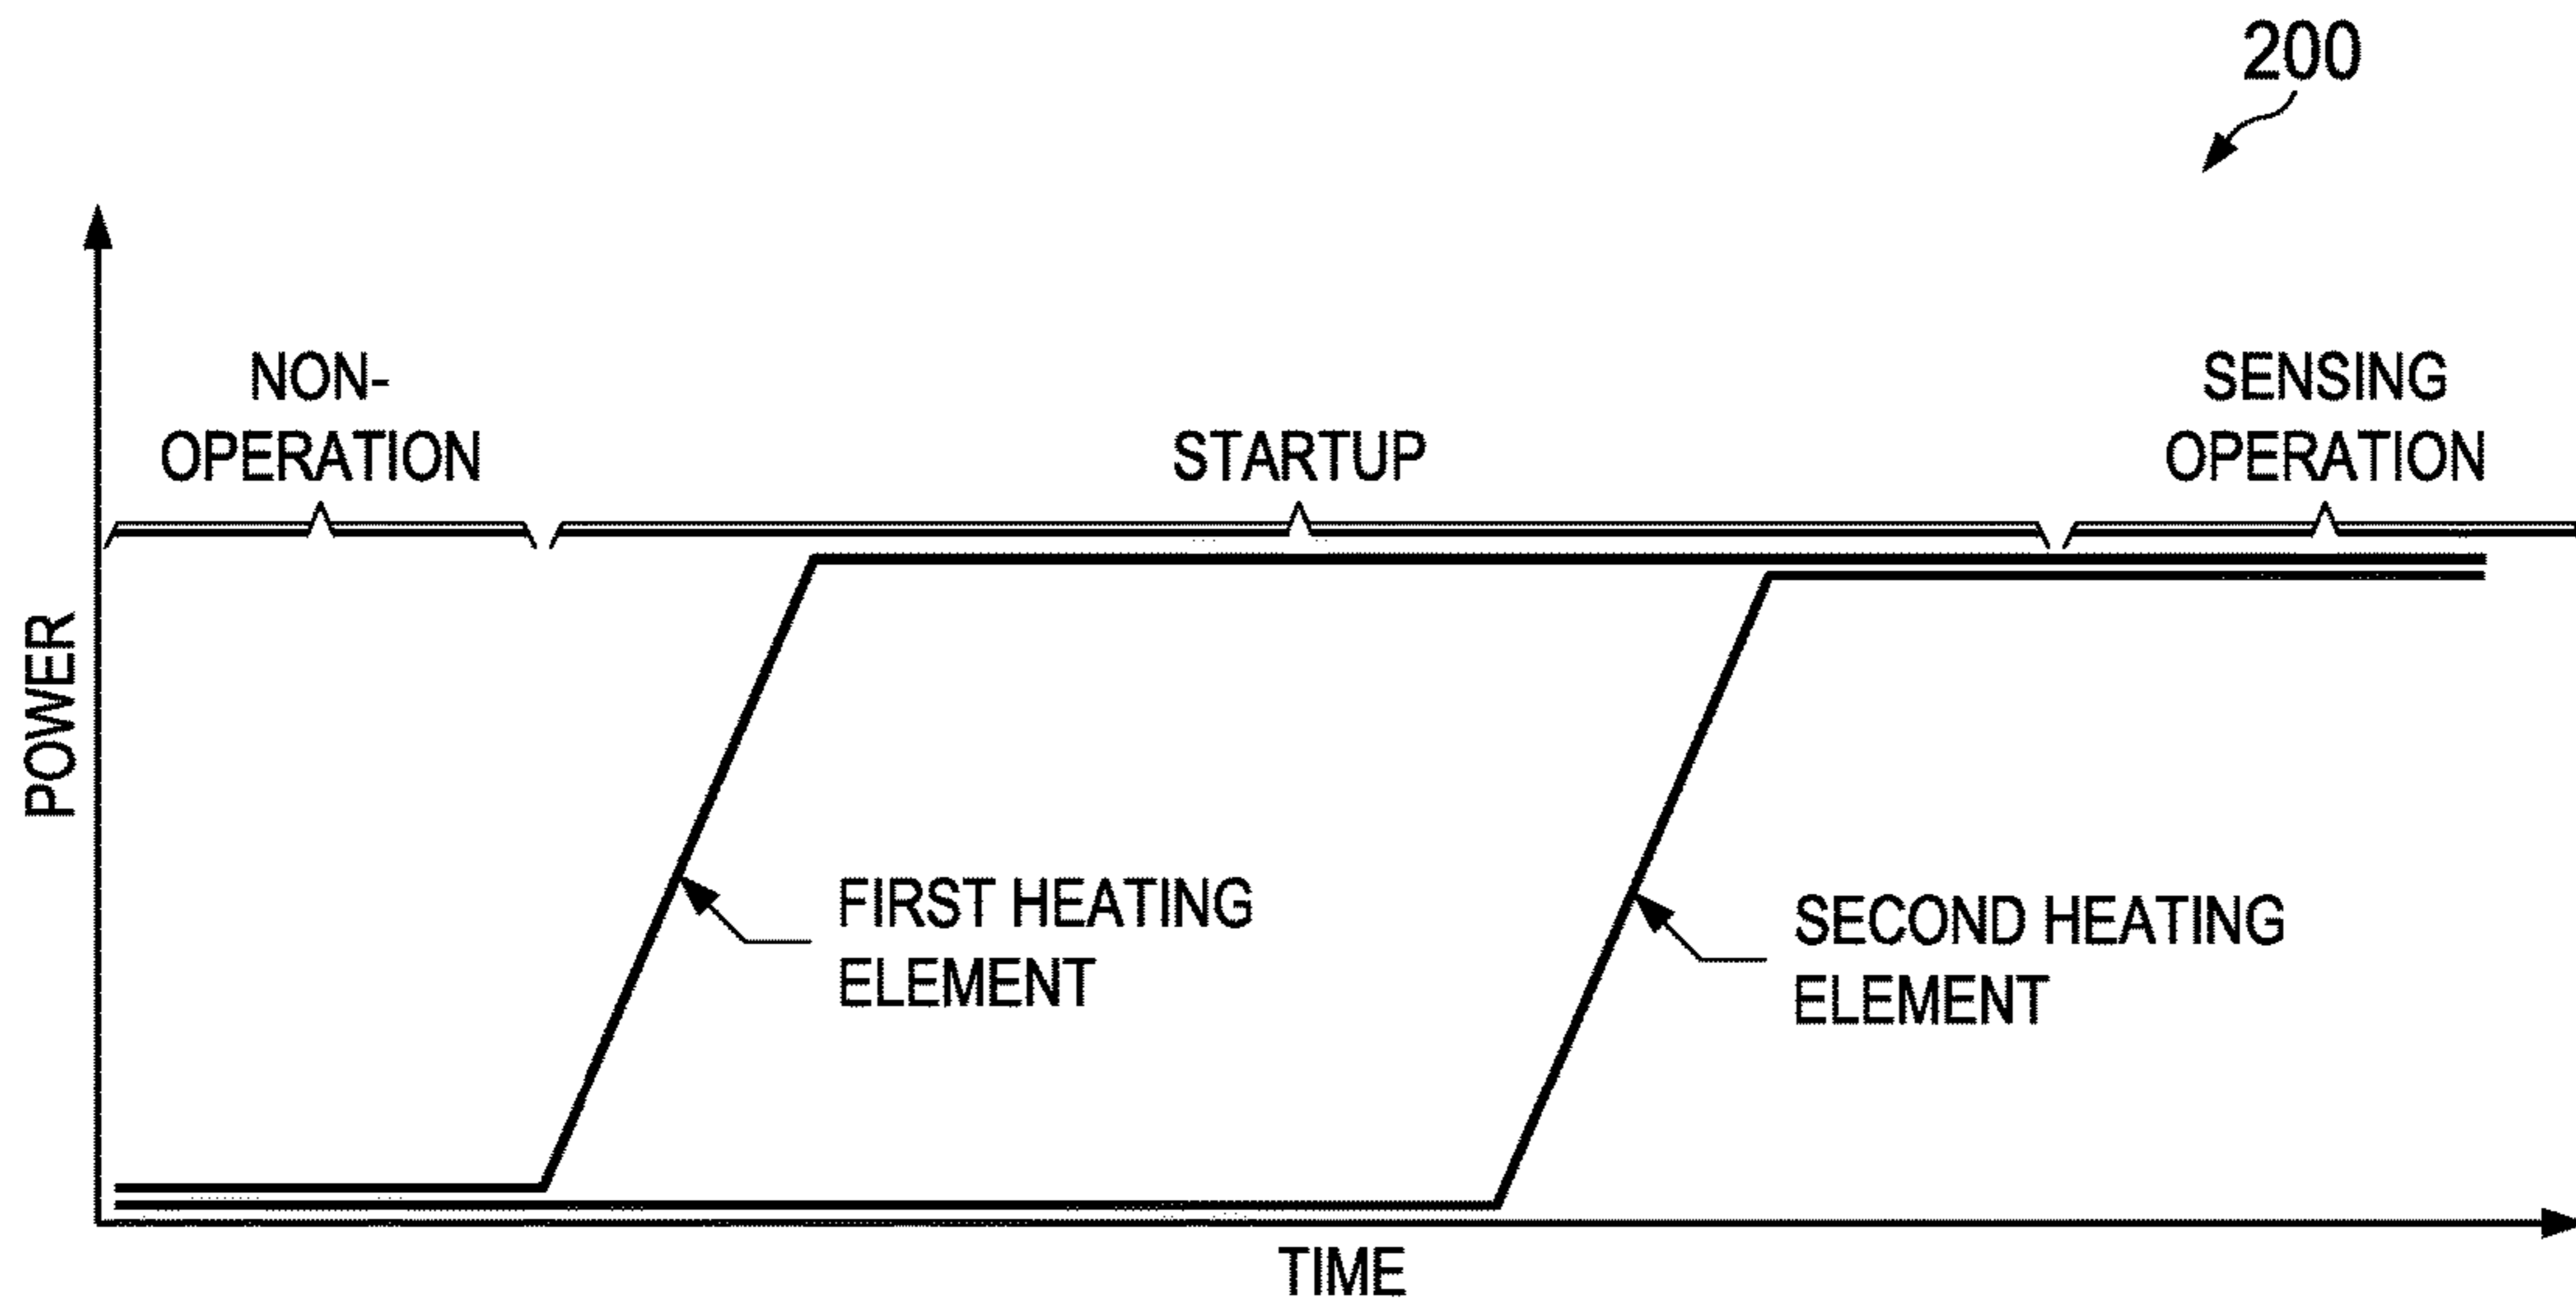 200
NON-
OPERATION
STARTUP
SENSING
OPERATION
POWER
FIRST HEATING
ELEMENT
SECOND HEATING
ELEMENT
TIME